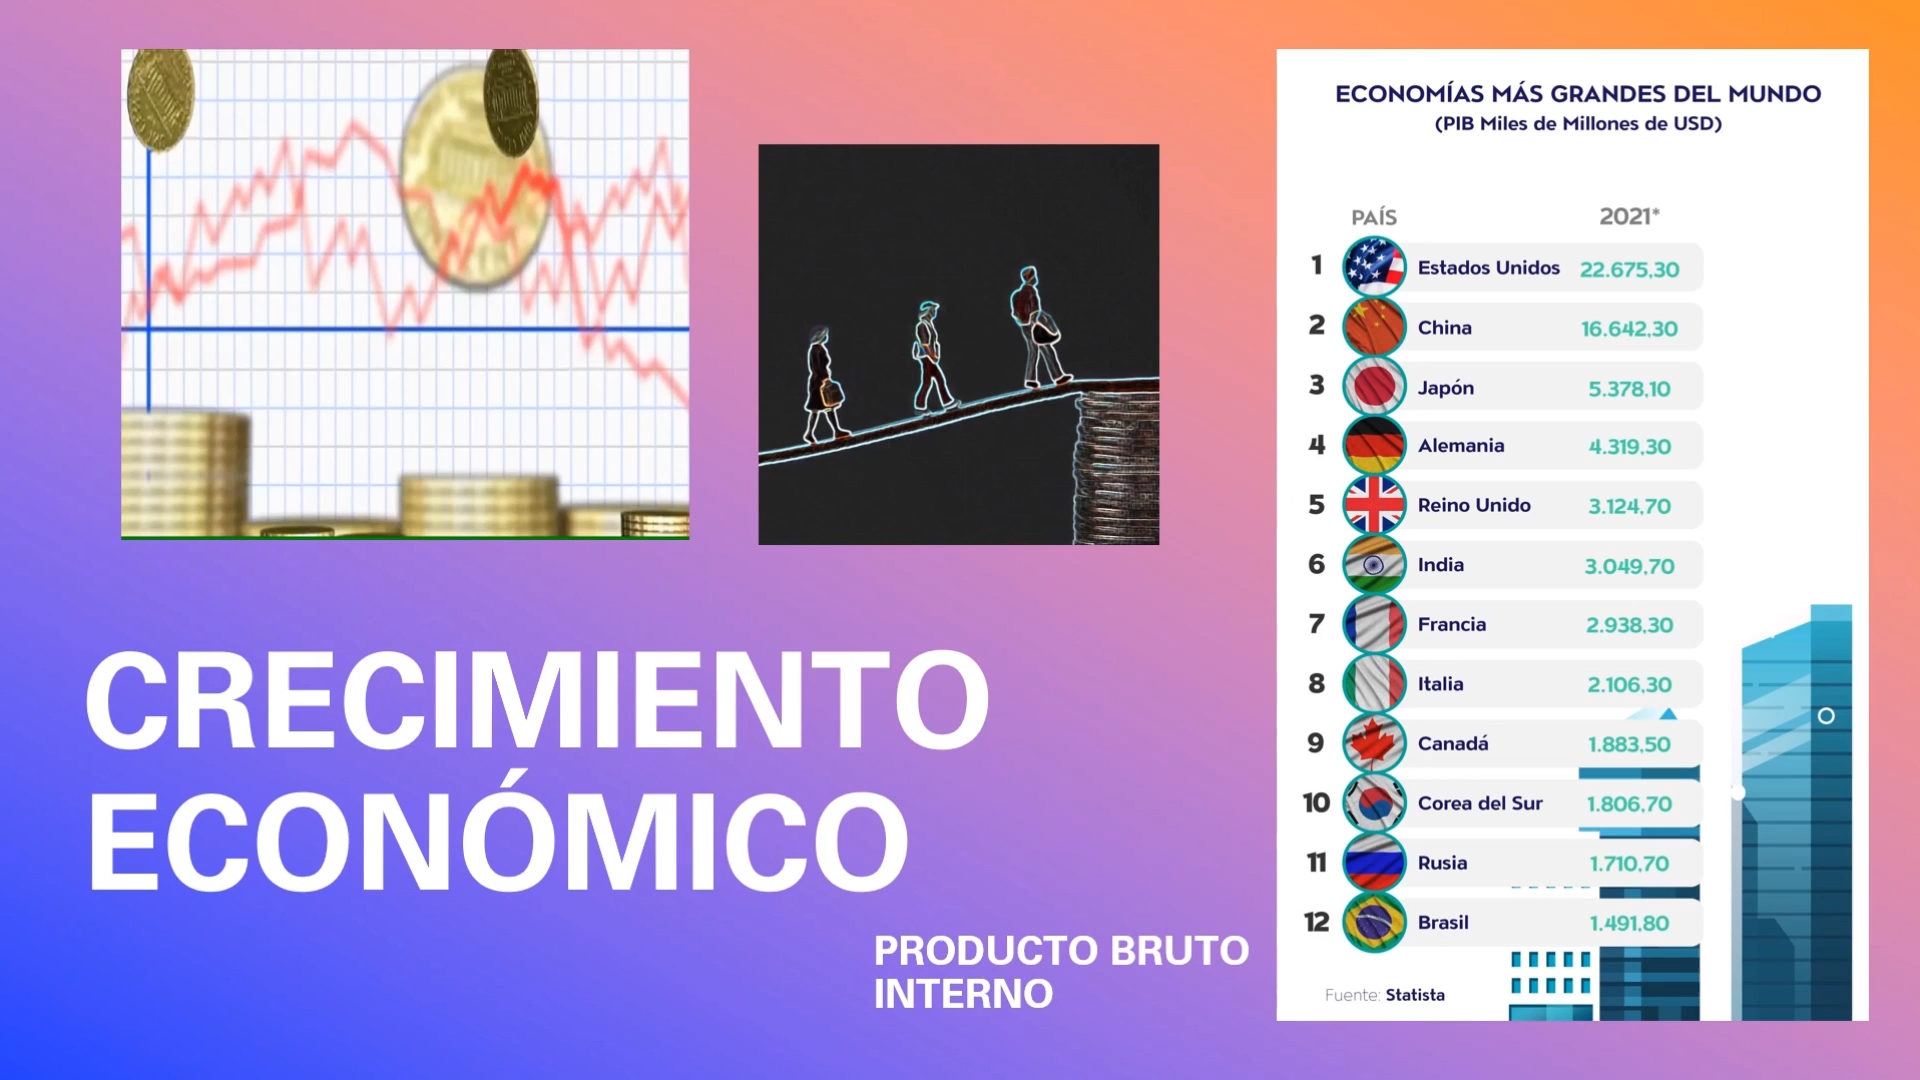 CRECIMIENTO
ECONÓMICO
PRODUCTO BRUTO
INTERNO
ECONOMÍAS MÁS GRANDES DEL MUNDO
(PIB Miles de Millones de USD)
PAÍS 2021*
1 Estados Unidos 22.675,30
2 China 16.642,30
3 Japón 5.378,10
4 Alemania 4.319,30
5 Reino Unido 3.124,70
6 India 3.049,70
7 Francia 2.938,30
8 Italia 2.106,30
9 Canadá 1.883,50
10 Corea del Sur 1.806,70
11 Rusia 1.710,70
12 Brasil 1.491,80
Fuente: Statista